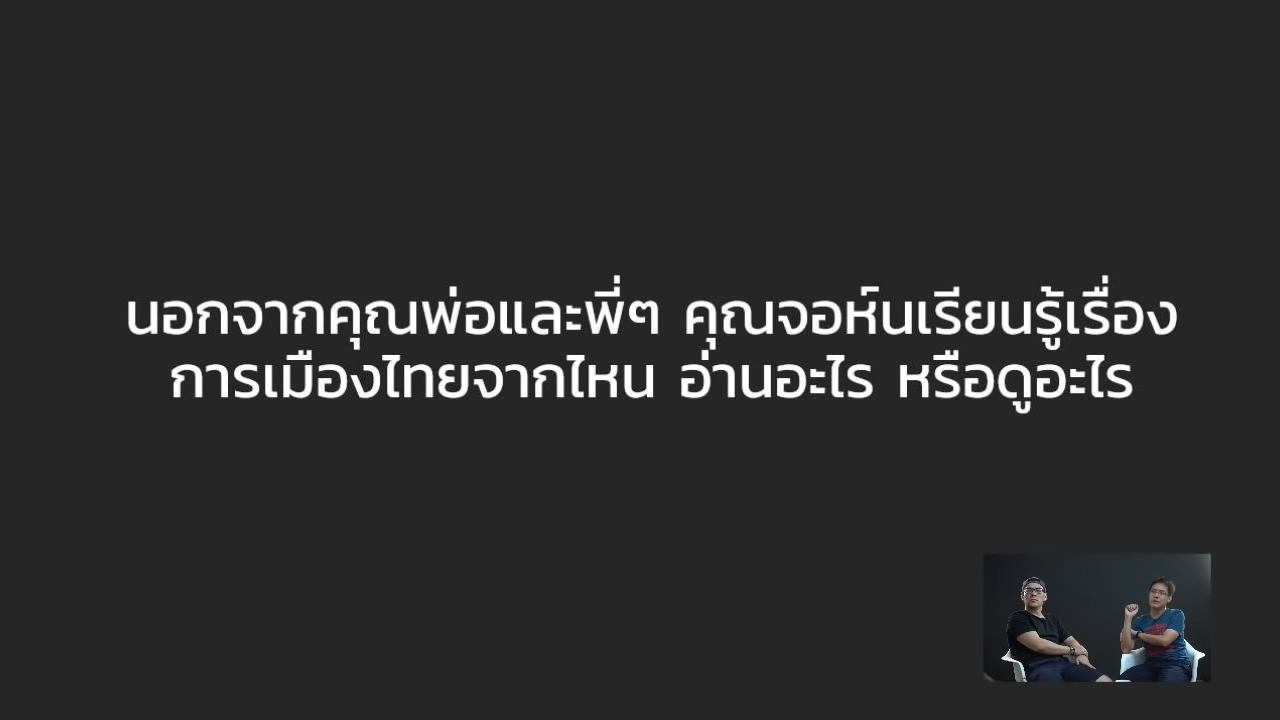 นอกจากคุณพ่อและพี่ๆ คุณจอห์นเรียนรู้เรื่อง
การเมืองไทยจากไหน อ่านอะไร หรือดูอะไร